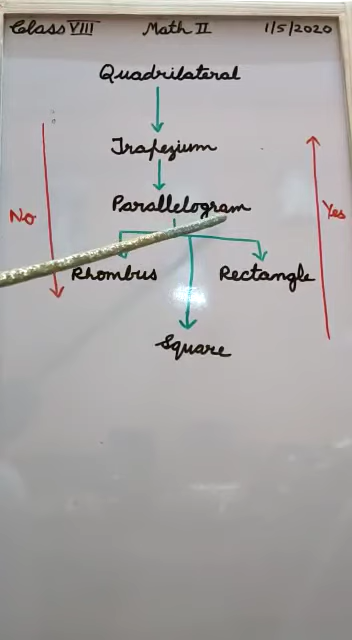 Class VIII Math II 1/5/2020
Quadrilateral
Trapezium
Parallelogram
No
Yes
Rhombus Rectangle
Square